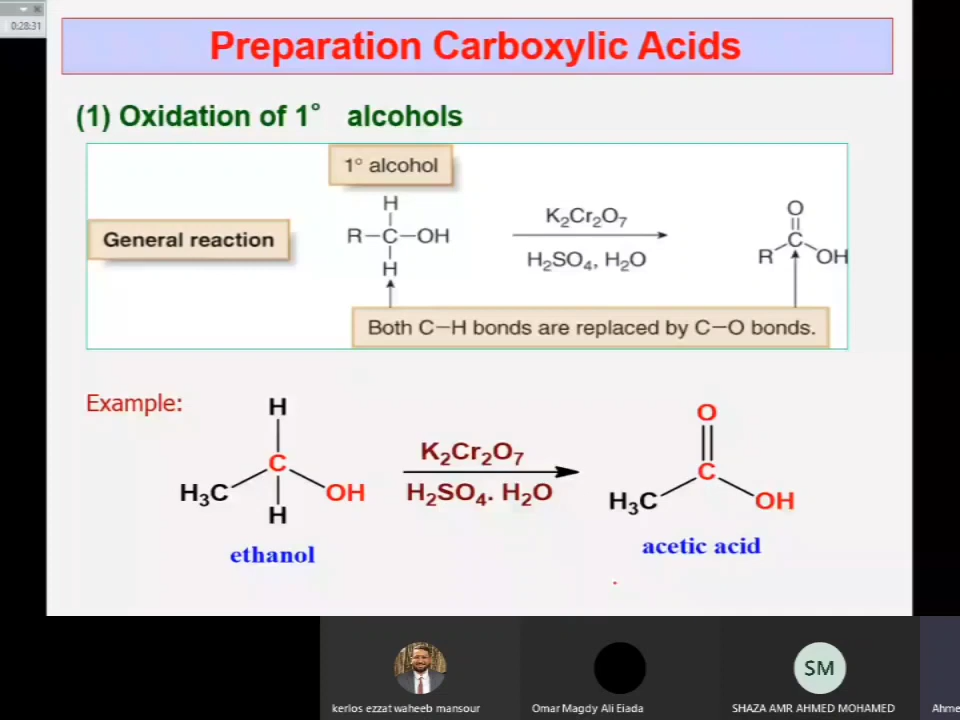 0:28:31
Preparation Carboxylic Acids
(1) Oxidation of 1° alcohols
1° alcohol
General reaction
H
R–C–OH
H
K₂Cr₂O₇
H₂SO₄, H₂O
O
C
R
OH
Both C–H bonds are replaced by C–O bonds.
Example:
H
C
H₃C
OH
H
ethanol
K₂Cr₂O₇
H₂SO₄. H₂O
O
C
H₃C
OH
acetic acid
SM
kerlos ezzat waheeb mansour
Omar Magdy Ali Eiada
SHAZA AMR AHMED MOHAMED
Ahme